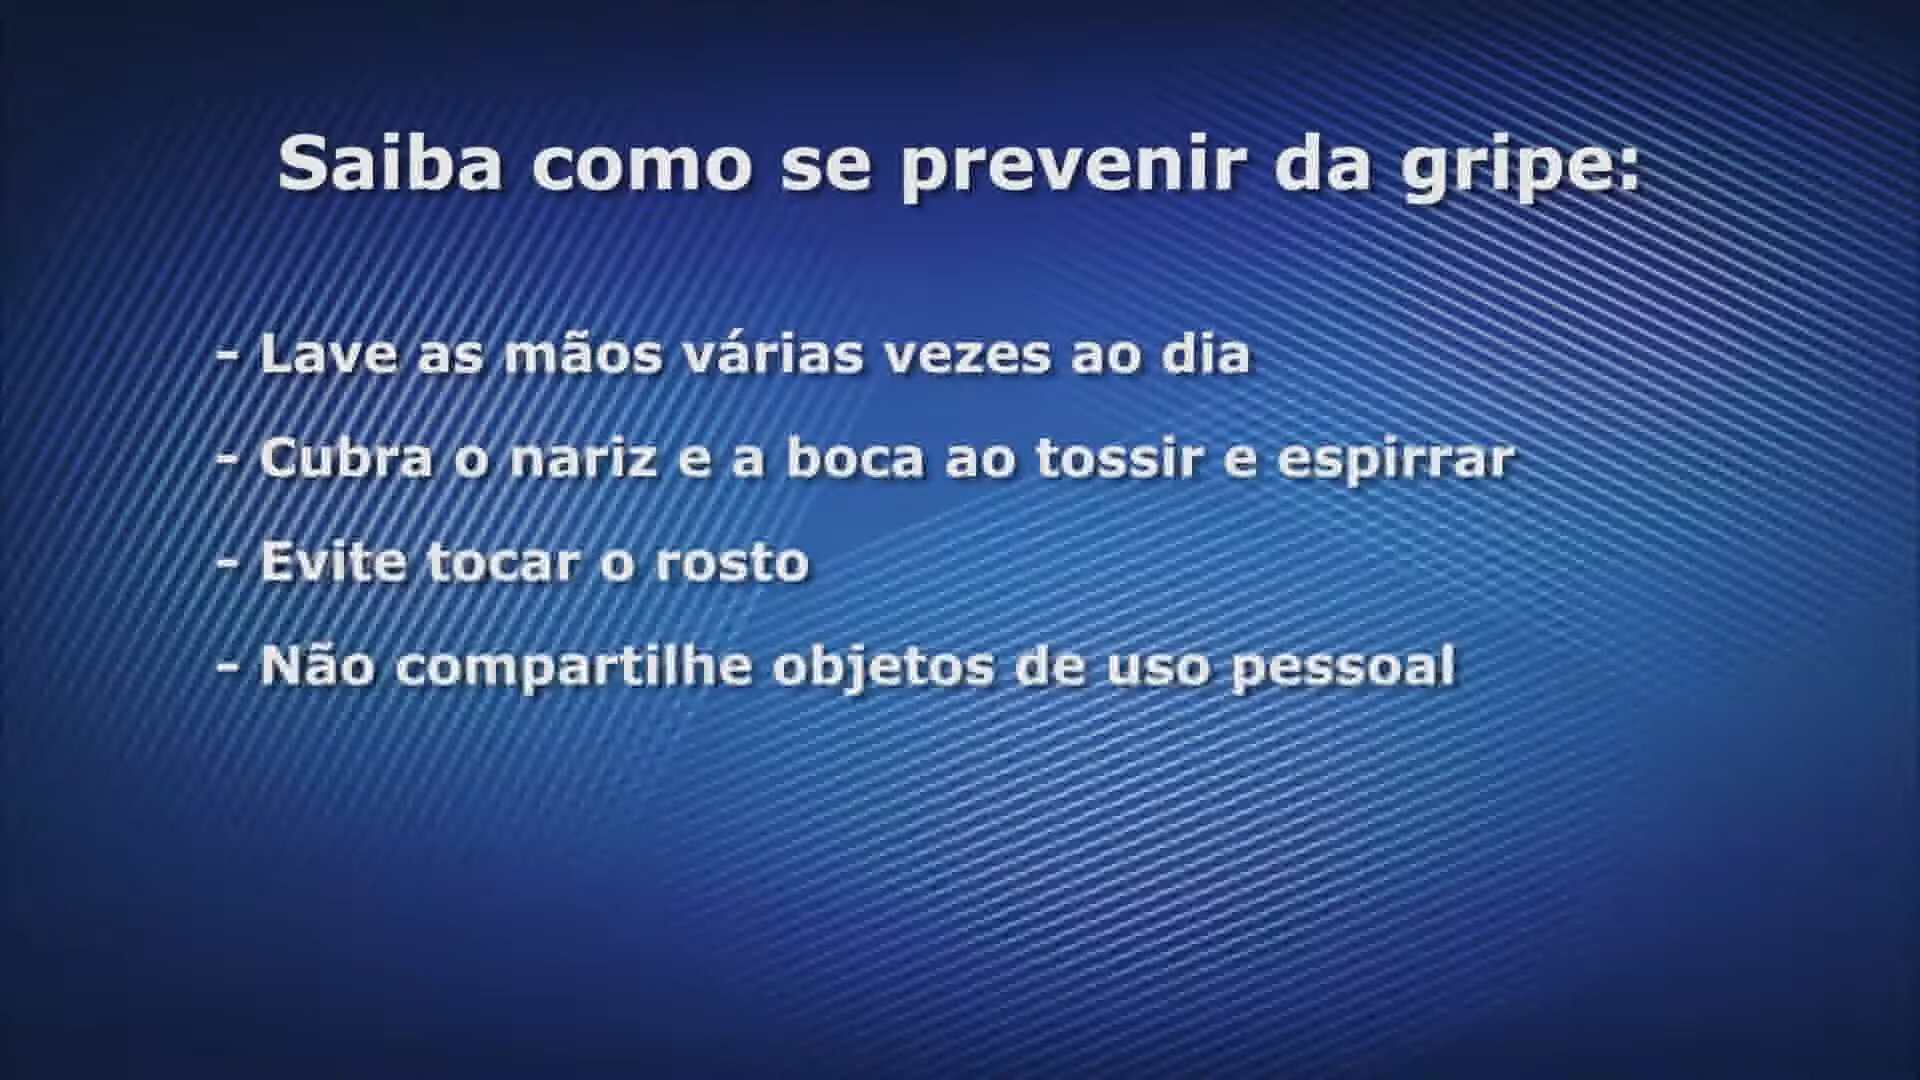 Saiba como se prevenir da gripe:
- Lave as mãos várias vezes ao dia
- Cubra o nariz e a boca ao tossir e espirrar
- Evite tocar o rosto
- Não compartilhe objetos de uso pessoal